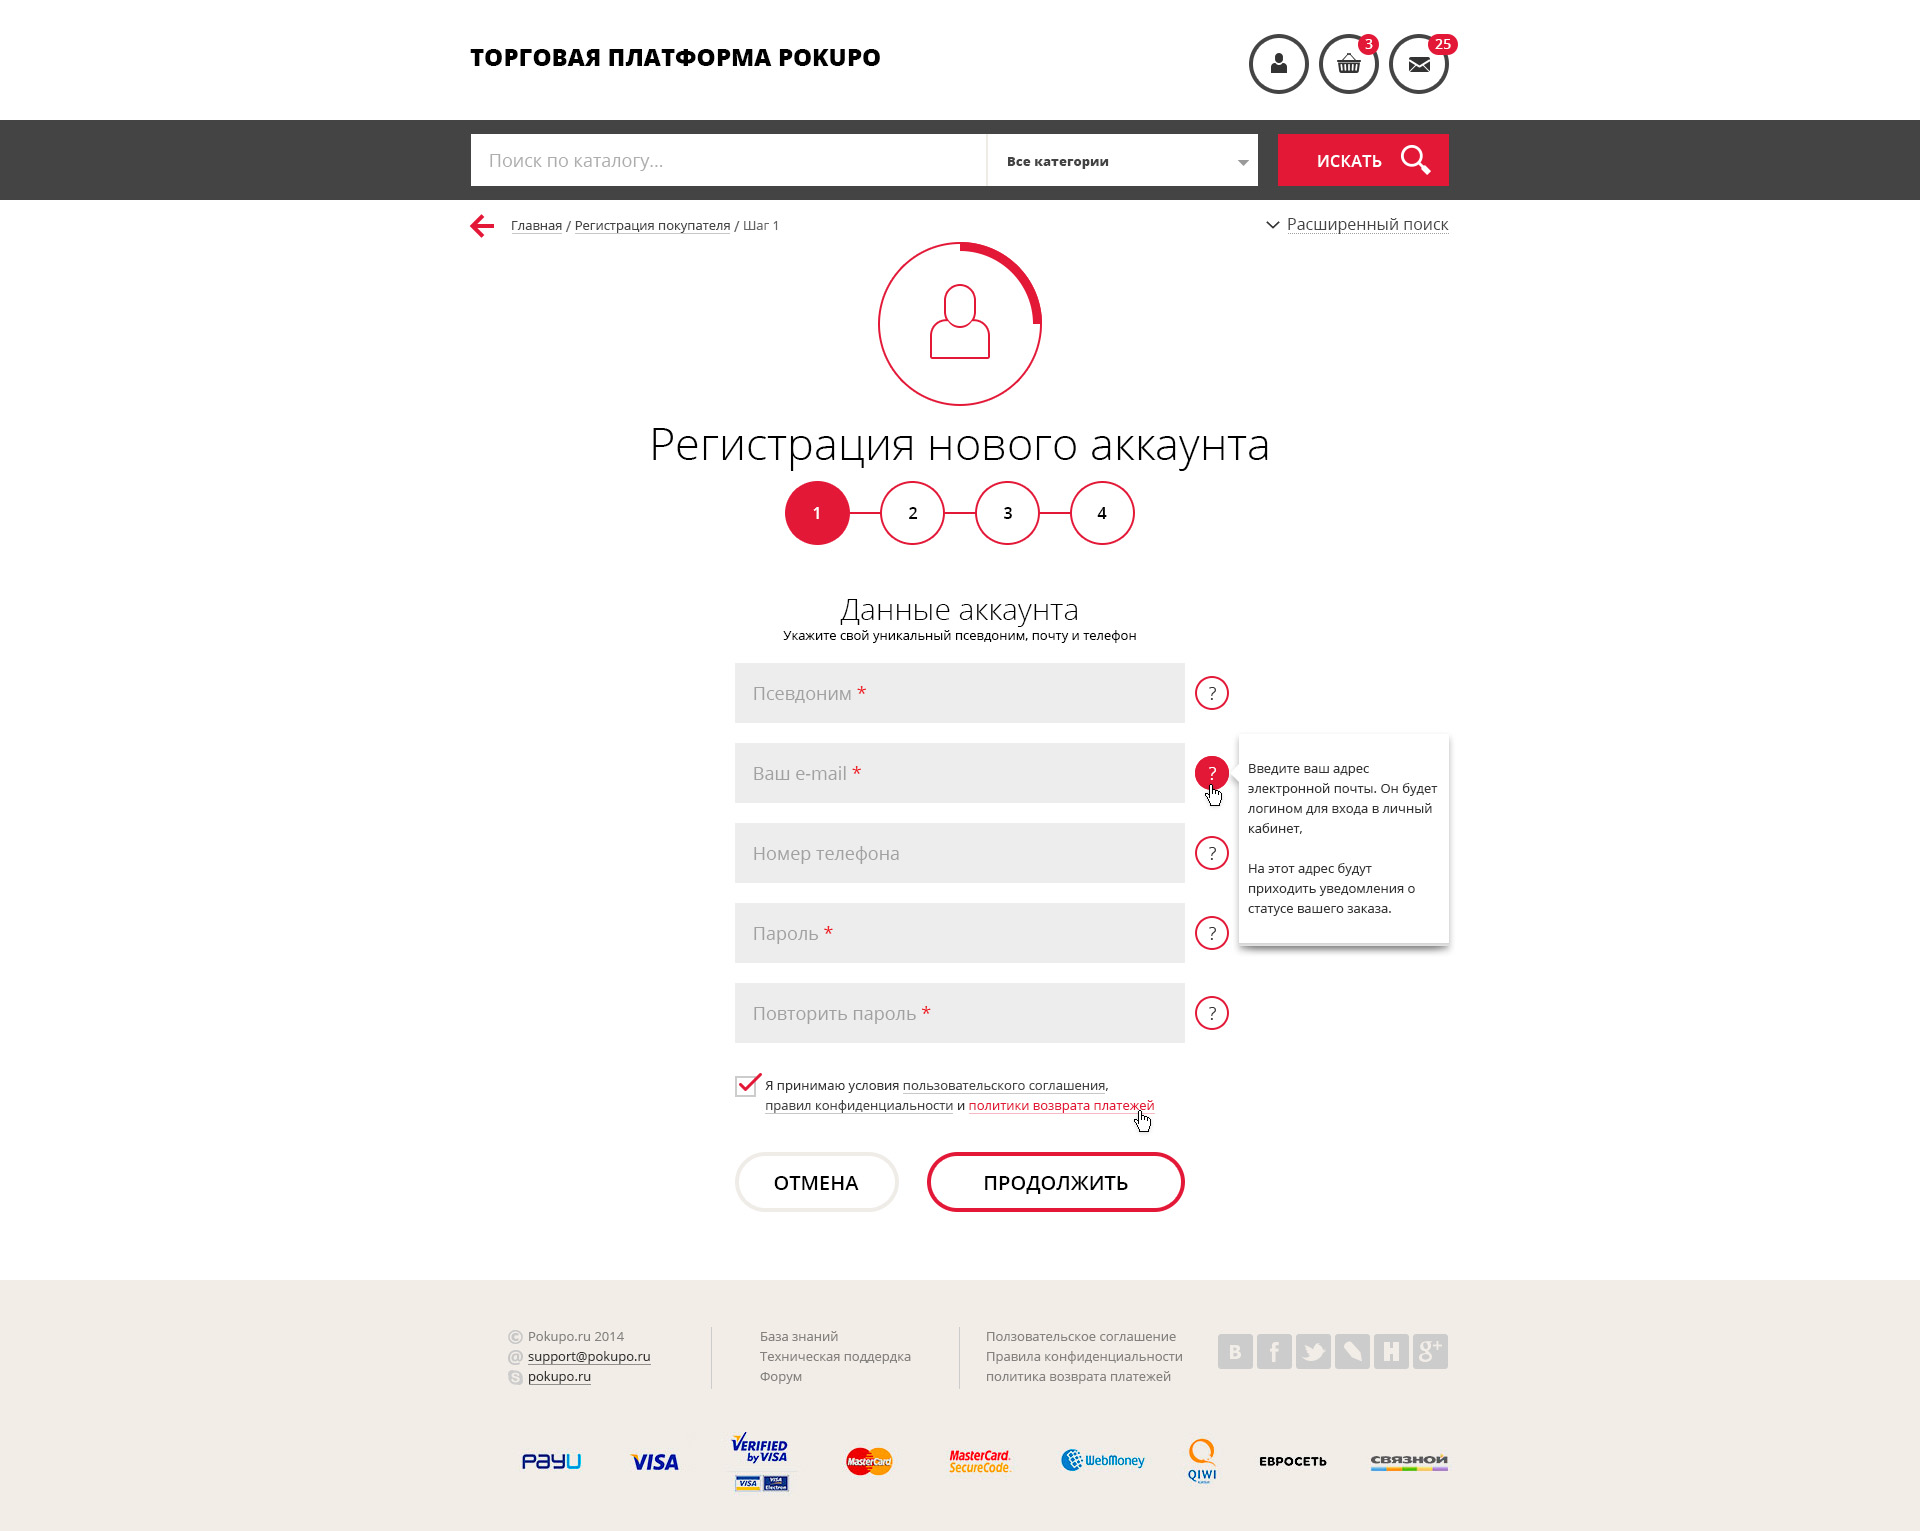 ТОРГОВАЯ ПЛАТФОРМА POKUPO
3
25
Поиск по каталогу...
Все категории
ИСКАТЬ
Главная / Регистрация покупателя / Шаг 1
Расширенный поиск
Регистрация нового аккаунта
1 2 3 4
Данные аккаунта
Укажите свой уникальный псевдоним, почту и телефон
Псевдоним *
?
Ваш e-mail *
?
Введите ваш адрес
электронной почты. Он будет
логином для входа в личный
кабинет,
На этот адрес будут
приходить уведомления о
статусе вашего заказа.
Номер телефона
?
Пароль *
?
Повторить пароль *
?
Я принимаю условия пользовательского соглашения,
правил конфиденциальности и политики возврата платежей
ОТМЕНА
ПРОДОЛЖИТЬ
© Pokupo.ru 2014
@ support@pokupo.ru
pokupo.ru
База знаний
Техническая поддердка
Форум
Ползовательское соглашение
Правила конфиденциальности
политика возврата платежей
B f H g+
PayU
VISA
VERIFIED
by VISA
VISA
VISA
Electron
MasterCard
MasterCard.
SecureCode.
WebMoney
QIWI
ЕВРОСЕТЬ
СВЯЗНОЙ